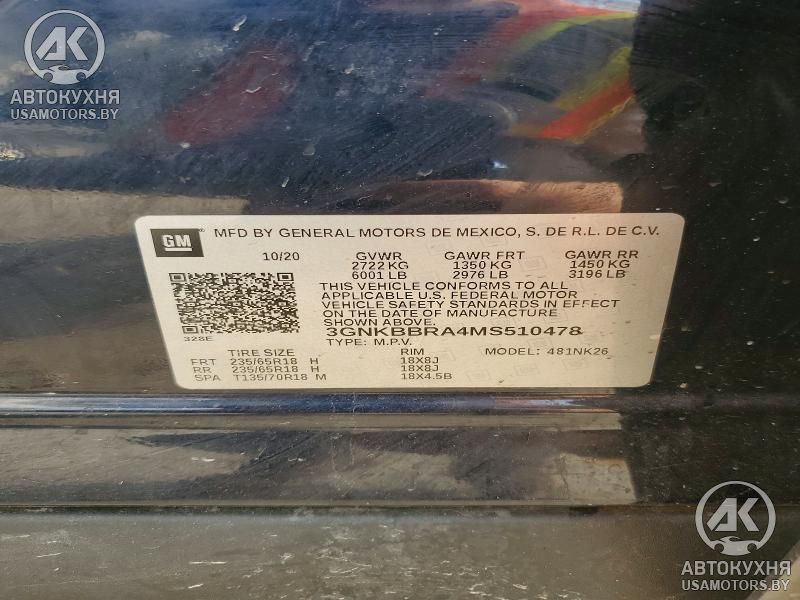 АК
АВТОКУХНЯ
USAMOTORS.BY
GM MFD BY GENERAL MOTORS DE MEXICO, S. DE R.L. DE C.V.
10/20 GVWR GAWR FRT GAWR RR
2722 KG 1350 KG 1450 KG
6001 LB 2976 LB 3196 LB
THIS VEHICLE CONFORMS TO ALL
APPLICABLE U.S. FEDERAL MOTOR
VEHICLE SAFETY STANDARDS IN EFFECT
ON THE DATE OF MANUFACTURE
SHOWN ABOVE.
3GNKBBRA4MS510478
328E TYPE: M.P.V. MODEL: 481NK26
TIRE SIZE RIM
FRT 235/65R18 H 18X8J
RR 235/65R18 H 18X8J
SPA T135/70R18 M 18X4.5B
АК
АВТОКУХНЯ
USAMOTORS.BY